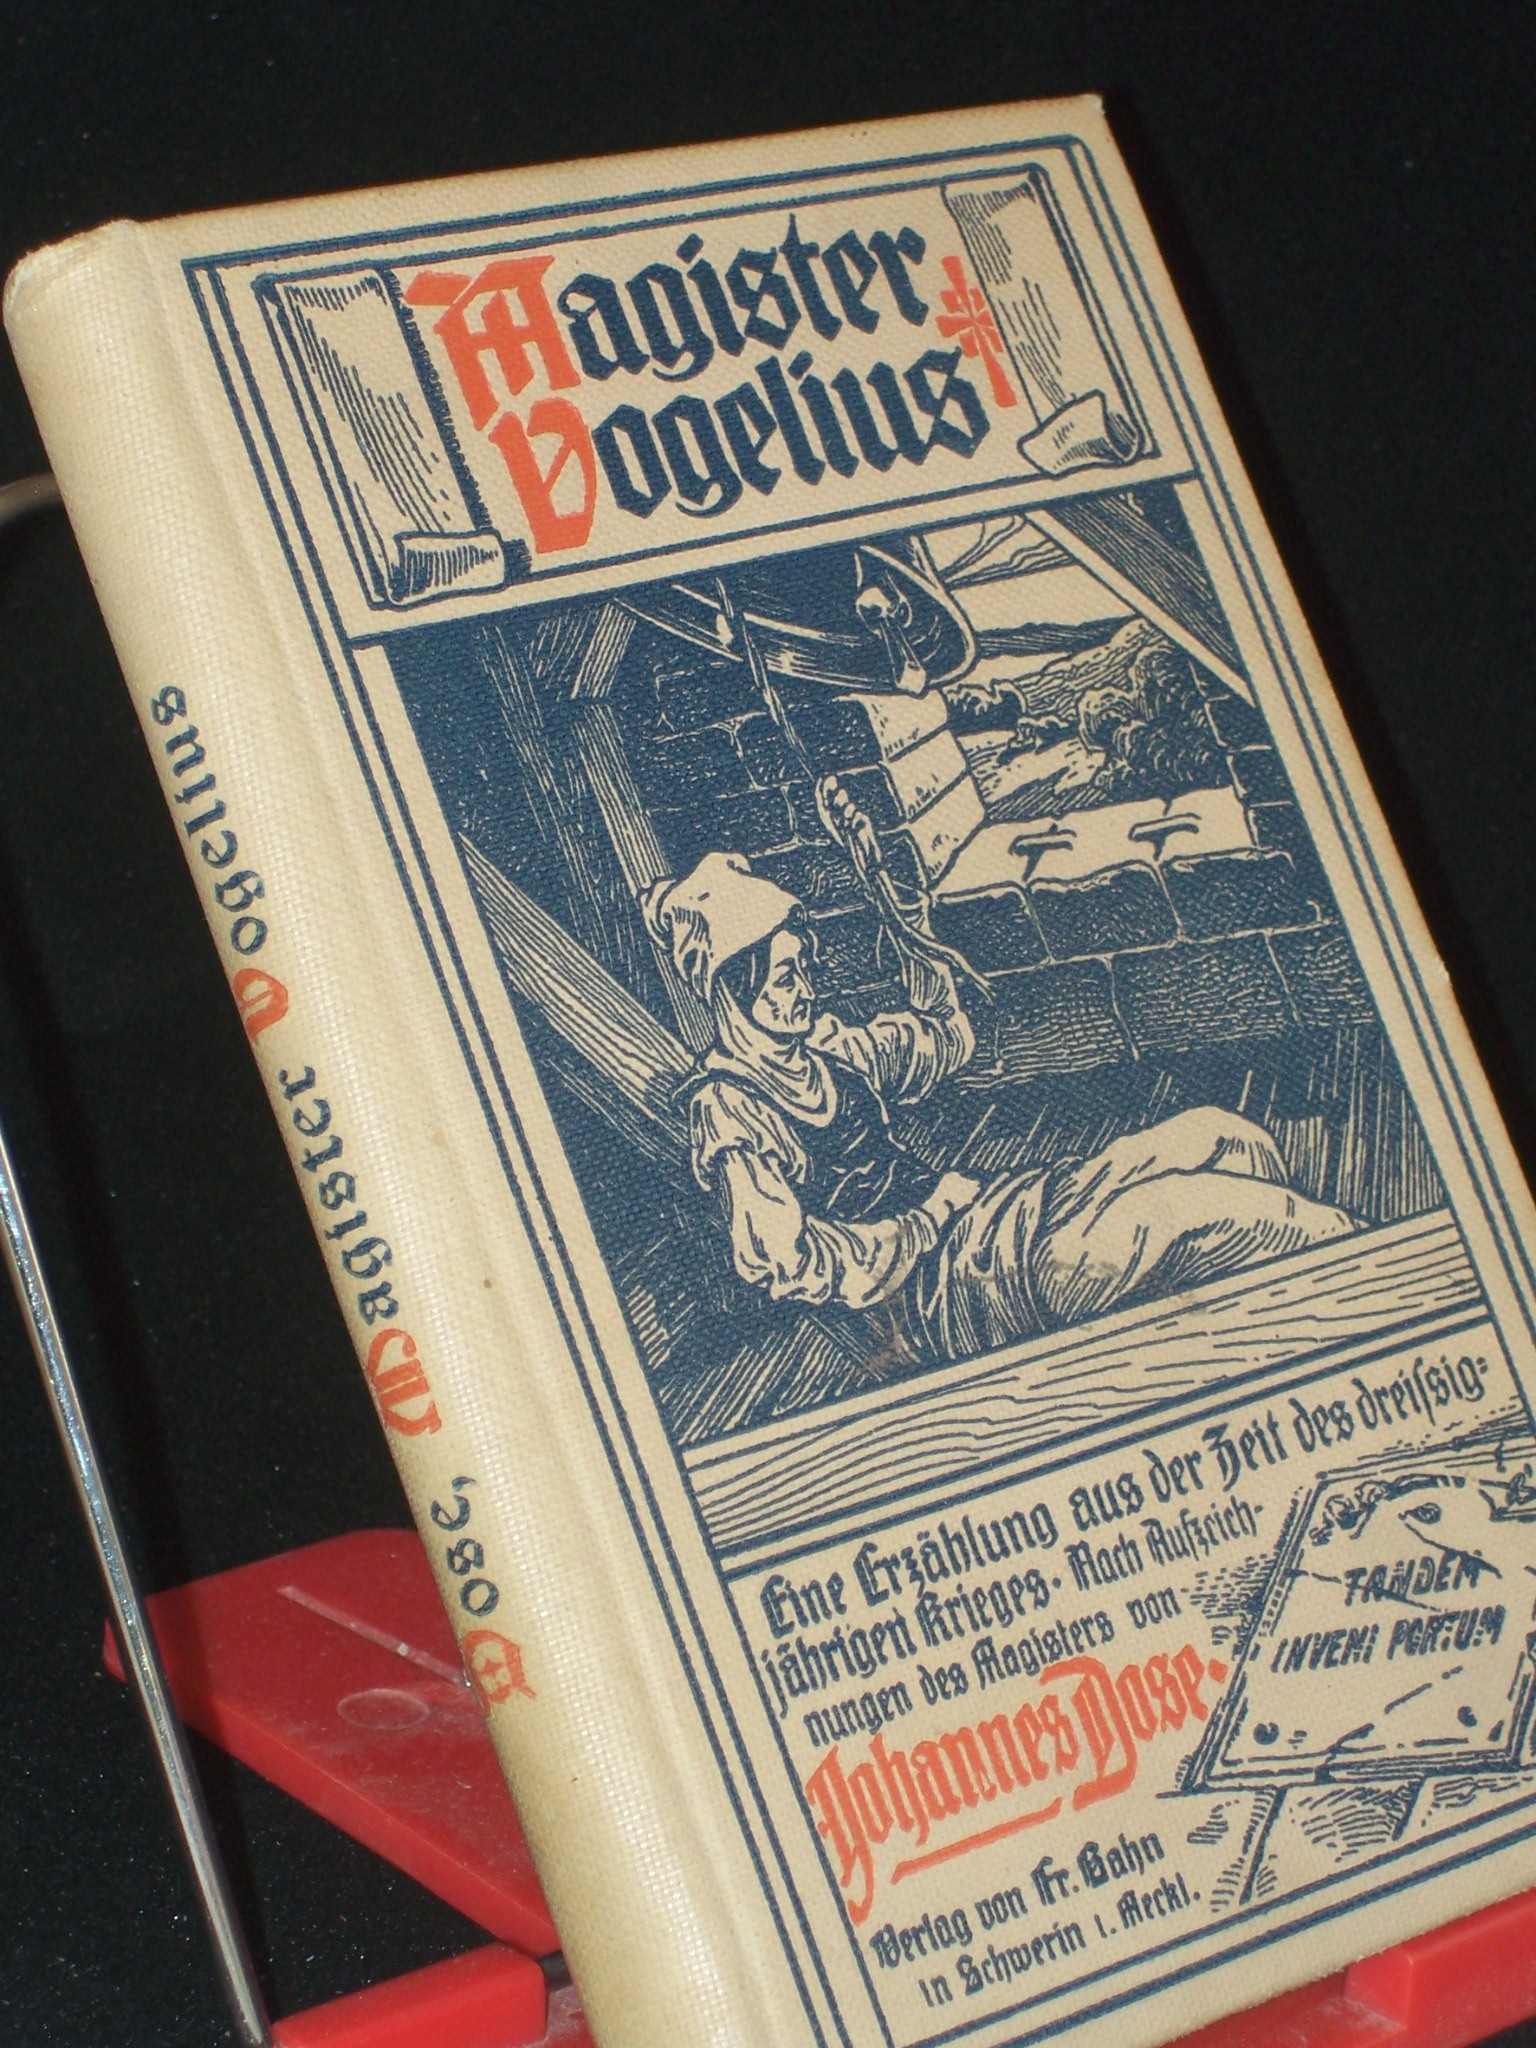 Magister
Vogelius
Eine Erzählung aus der Zeit des dreiſsig-
jährigen Krieges. Nach Aufzeich-
nungen des Magisters von
Johannes Dose.
Verlag von Fr. Bahn
in Schwerin i. Meckl.
TANDEM
INVENI PORTUM
Dose, Magister Vogelius